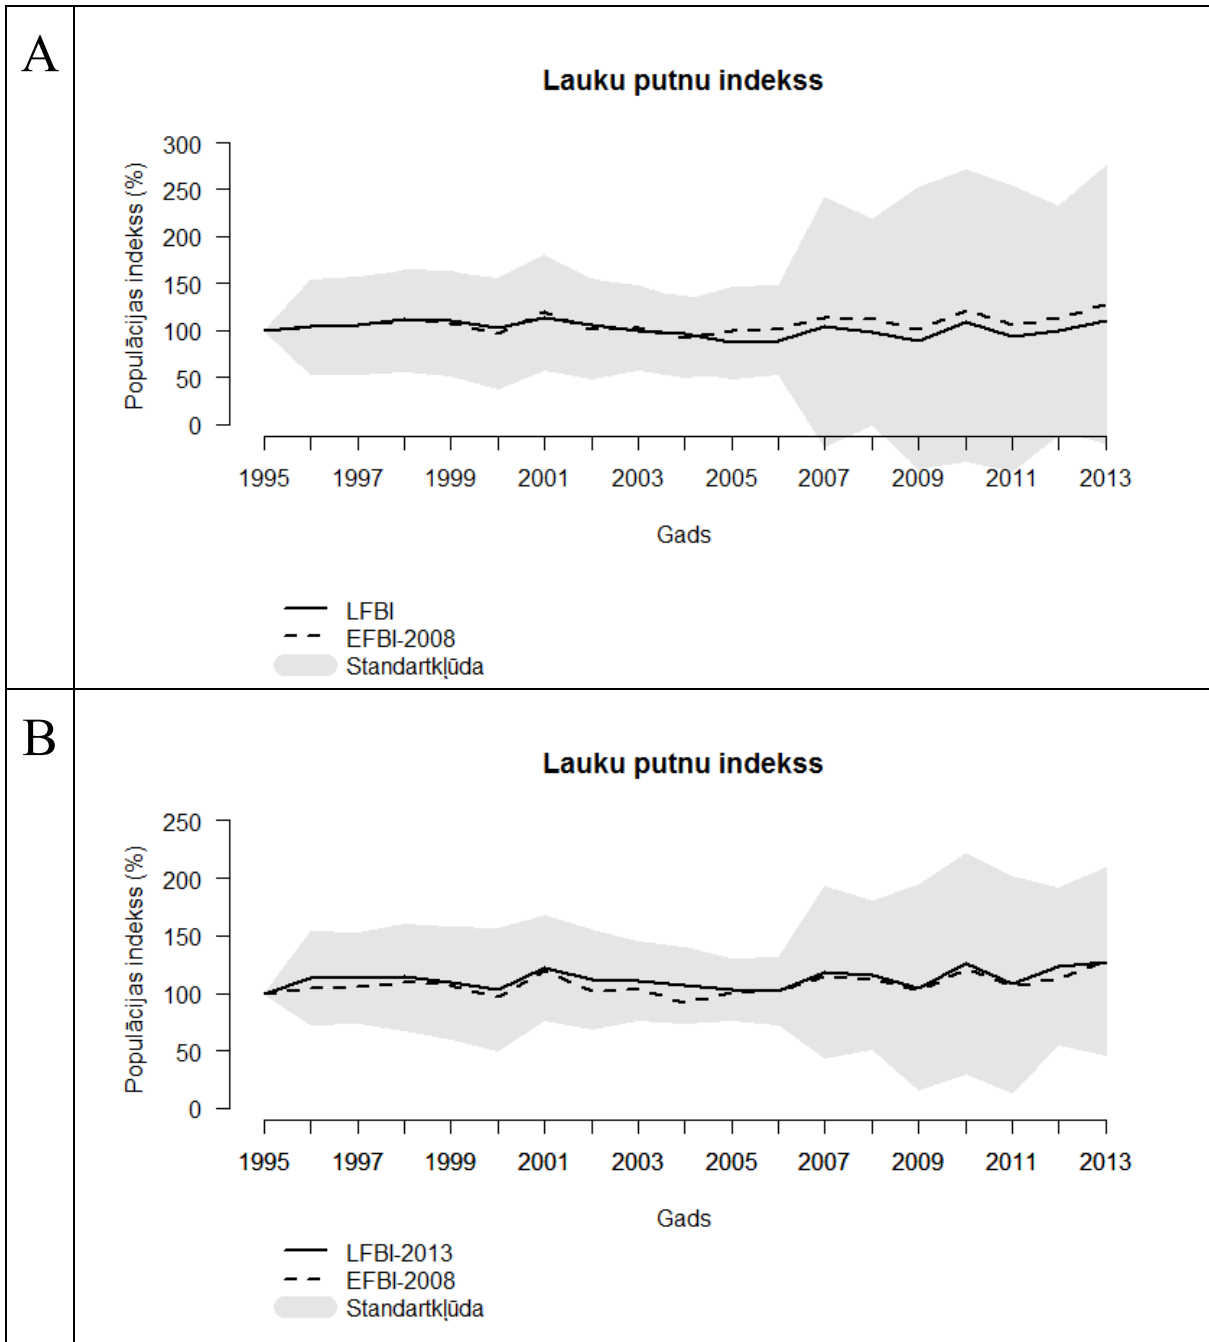 A
Lauku putnu indekss
Populācijas indekss (%)
300
250
200
150
100
50
0
1995 1997 1999 2001 2003 2005 2007 2009 2011 2013
Gads
LFBI
EFBI-2008
Standartkļūda
B
Lauku putnu indekss
Populācijas indekss (%)
250
200
150
100
50
0
1995 1997 1999 2001 2003 2005 2007 2009 2011 2013
Gads
LFBI-2013
EFBI-2008
Standartkļūda